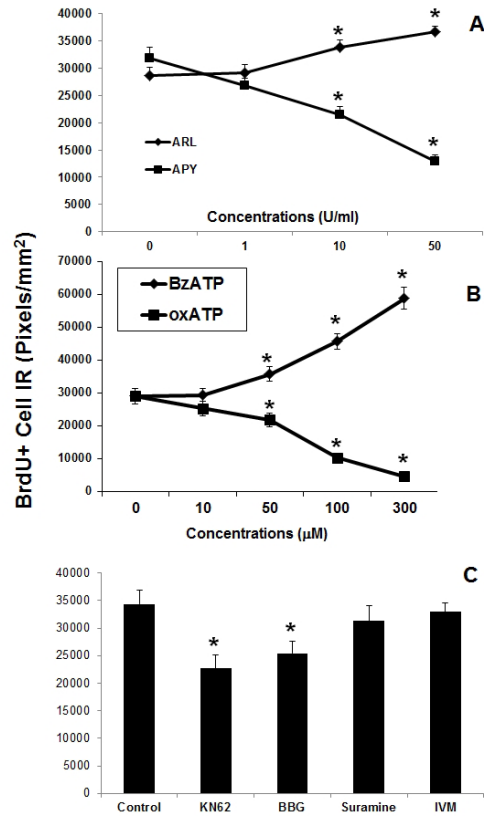 BrdU+ Cell IR (Pixels/mm²)
A
40000
35000
30000
25000
20000
15000
10000
5000
0
* *
* *
ARL
APY
Concentrations (U/ml)
0 1 10 50
B
70000
60000
50000
40000
30000
20000
10000
0
BzATP
oxATP
* * *
* * *
0 10 50 100 300
Concentrations (μM)
C
40000
35000
30000
25000
20000
15000
10000
5000
0
* *
Control KN62 BBG Suramine IVM